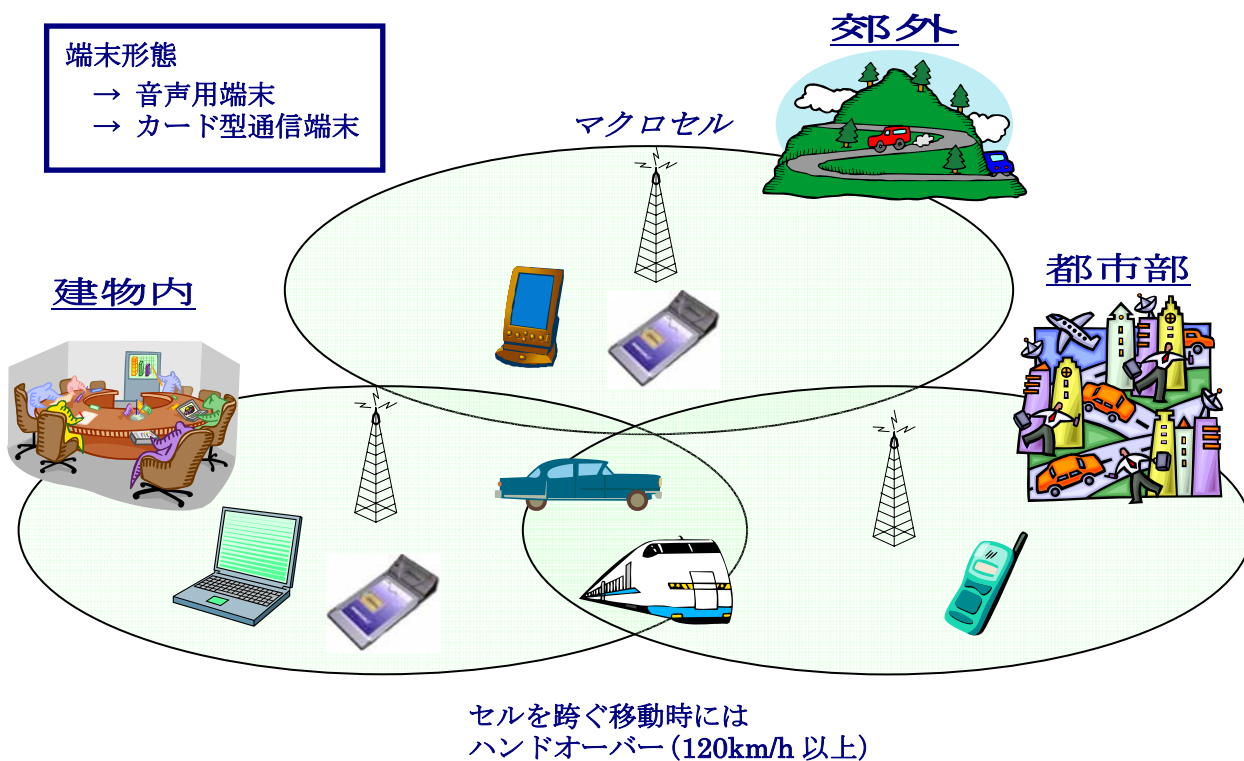 郊外
端末形態
→ 音声用端末
→ カード型通信端末
マクロセル
都市部
建物内
セルを跨ぐ移動時には
ハンドオーバー(120km/h 以上)